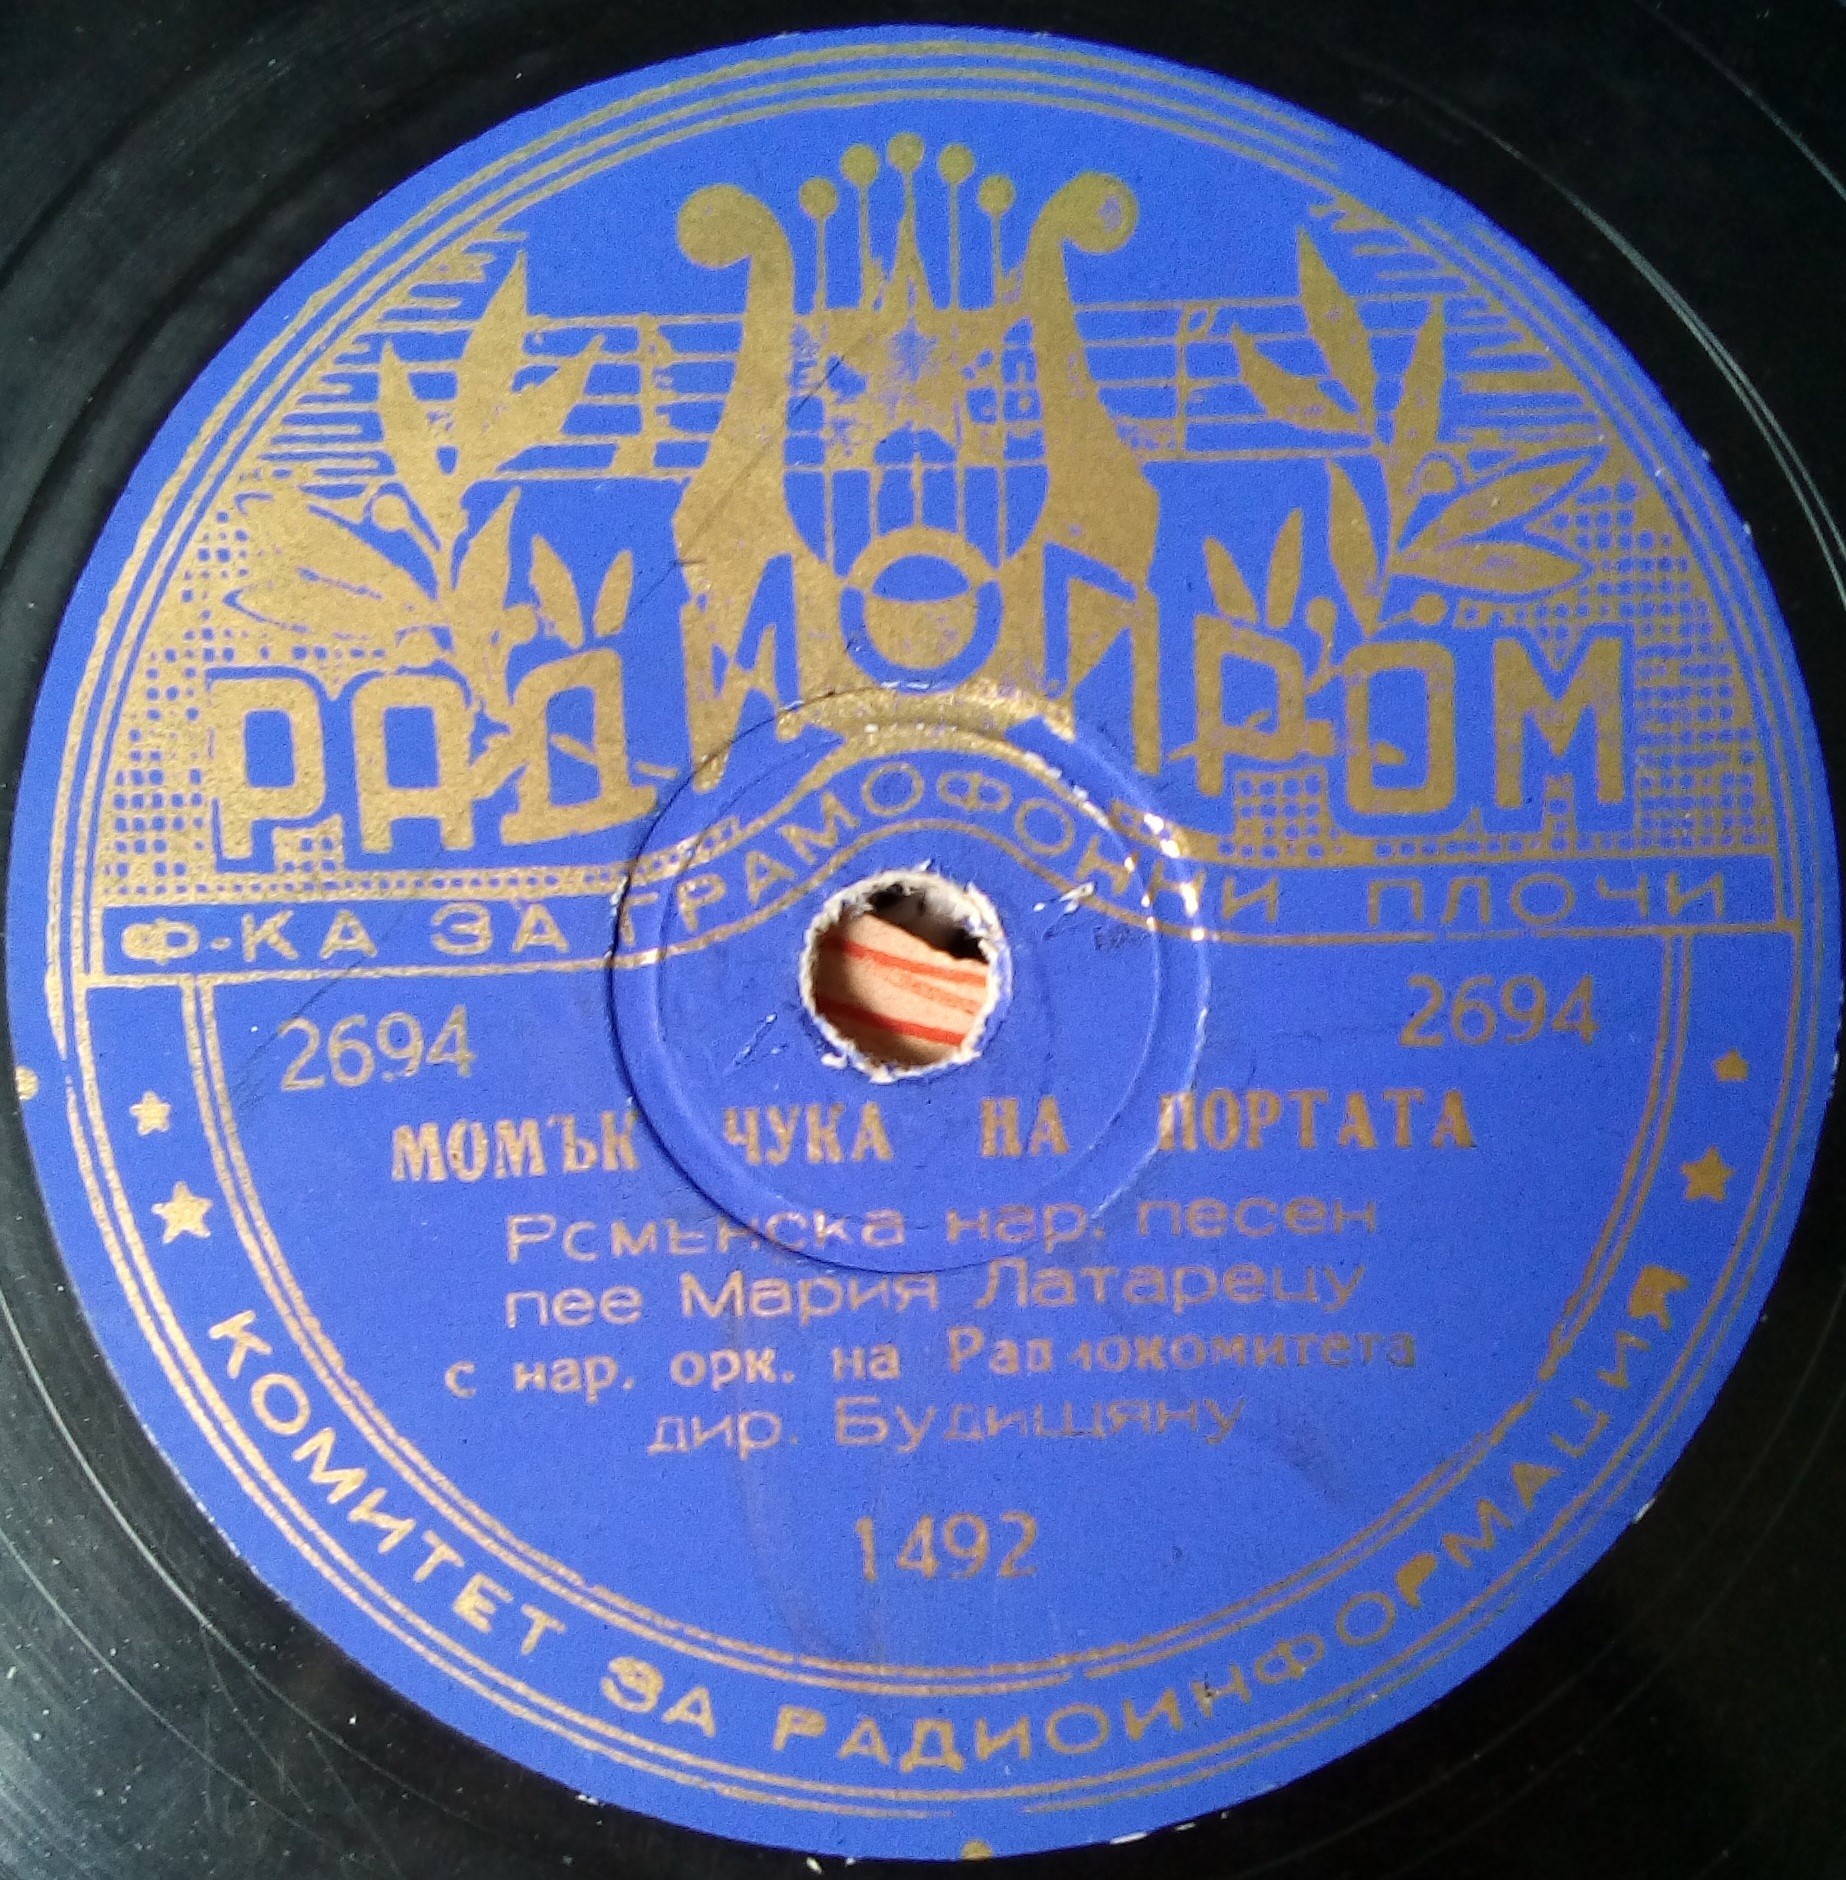 РАДИОПРОМ
Ф-КА ЗА ГРАМОФОННИ ПЛОЧИ
2694 2694
МОМЪК ЧУКА НА ПОРТАТА
Ромънска нар. песен
пее Мария Латарецу
с нар. орк. на Радиокомитета
дир. Будищяну
1492
КОМИТЕТ ЗА РАДИОИНФОРМАЦИЯ